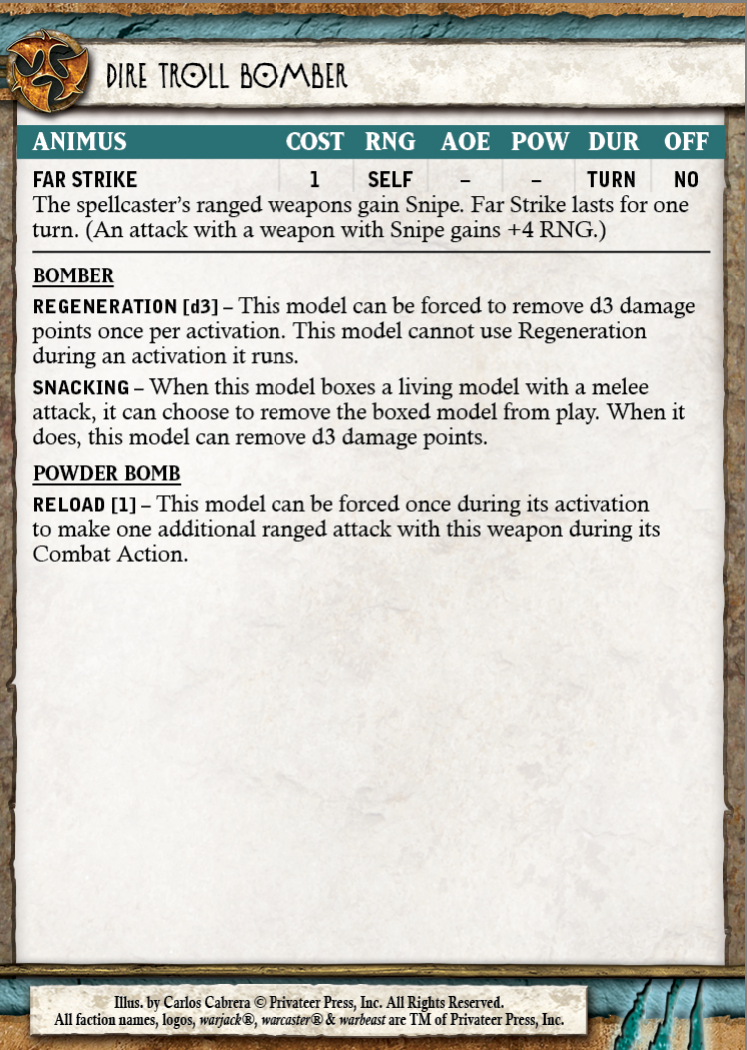 DIRE TROLL BOMBER
ANIMUS COST RNG AOE POW DUR OFF
FAR STRIKE 1 SELF – – TURN NO
The spellcaster's ranged weapons gain Snipe. Far Strike lasts for one
turn. (An attack with a weapon with Snipe gains +4 RNG.)
BOMBER
REGENERATION [d3] – This model can be forced to remove d3 damage
points once per activation. This model cannot use Regeneration
during an activation it runs.
SNACKING – When this model boxes a living model with a melee
attack, it can choose to remove the boxed model from play. When it
does, this model can remove d3 damage points.
POWDER BOMB
RELOAD [1] – This model can be forced once during its activation
to make one additional ranged attack with this weapon during its
Combat Action.
Illus. by Carlos Cabrera © Privateer Press, Inc. All Rights Reserved.
All faction names, logos, warjack®, warcaster® & warbeast are TM of Privateer Press, Inc.